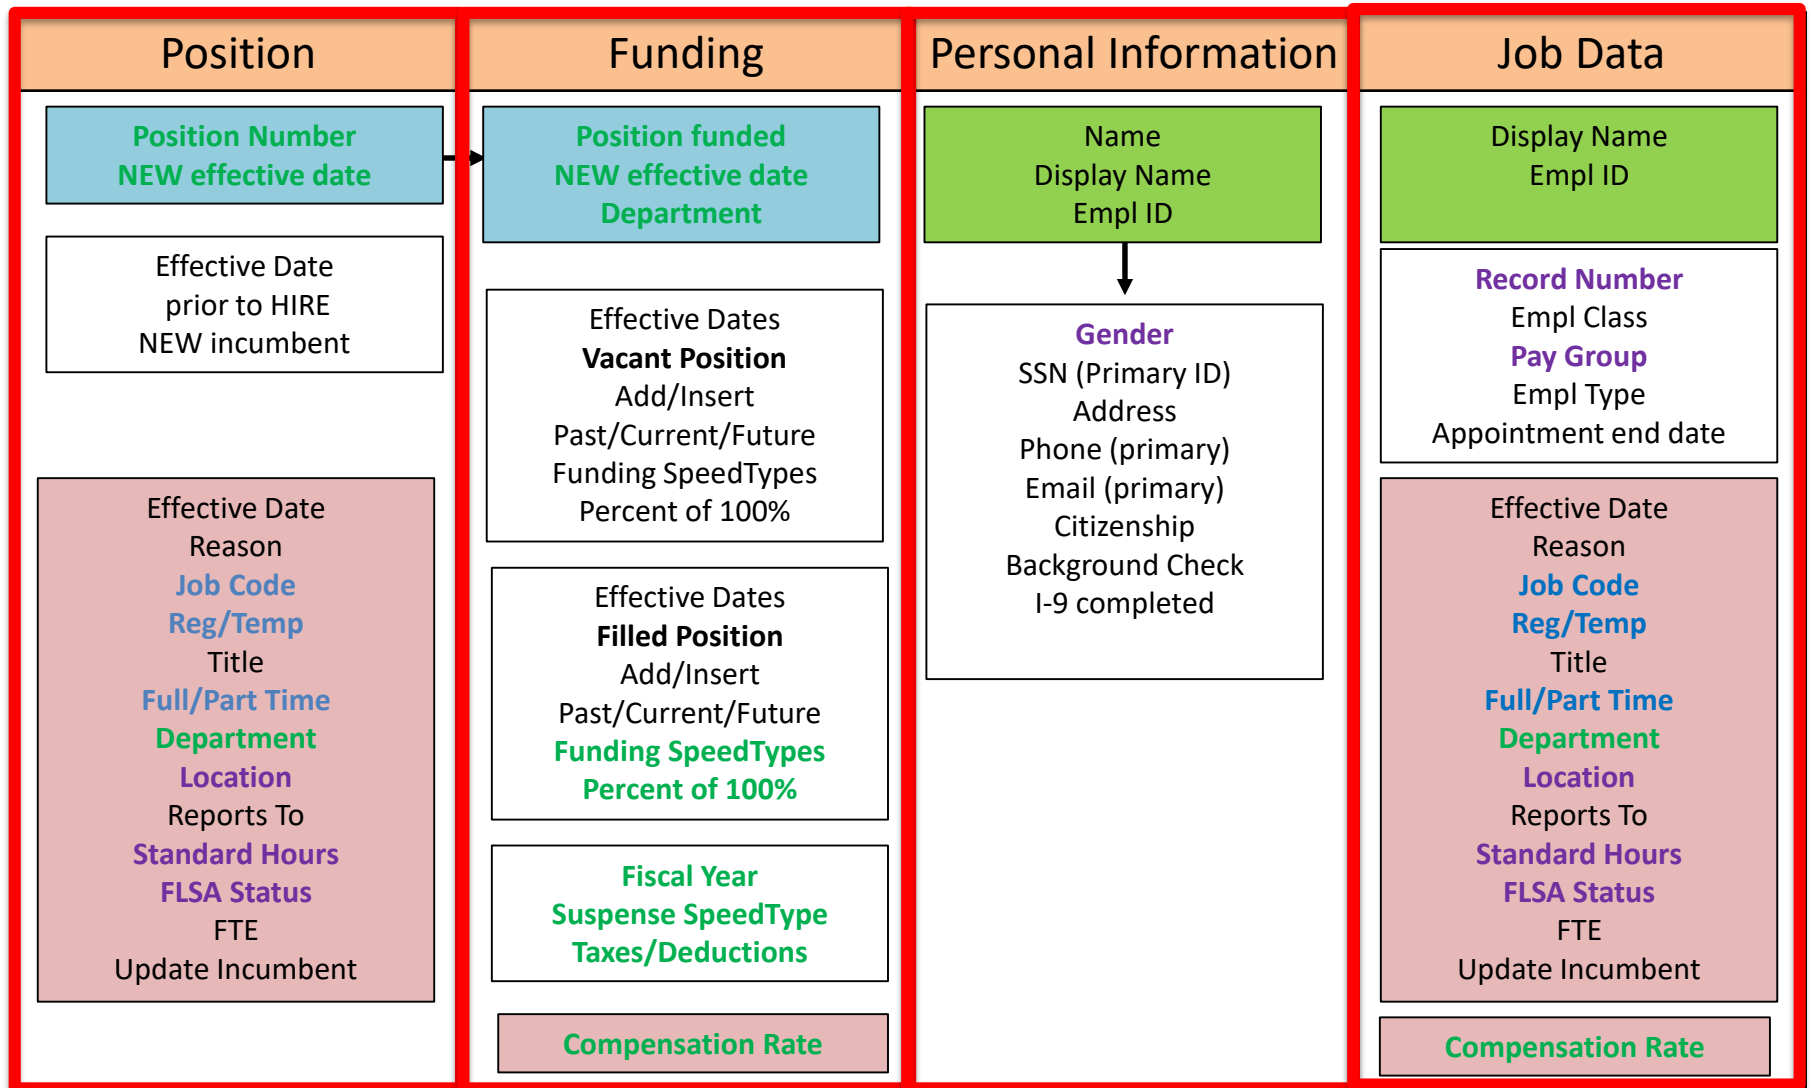 Position
Position Number
NEW effective date
Effective Date
prior to HIRE
NEW incumbent
Effective Date
Reason
Job Code
Reg/Temp
Title
Full/Part Time
Department
Location
Reports To
Standard Hours
FLSA Status
FTE
Update Incumbent
Funding
Position funded
NEW effective date
Department
Effective Dates
Vacant Position
Add/Insert
Past/Current/Future
Funding SpeedTypes
Percent of 100%
Effective Dates
Filled Position
Add/Insert
Past/Current/Future
Funding SpeedTypes
Percent of 100%
Fiscal Year
Suspense SpeedType
Taxes/Deductions
Compensation Rate
Personal Information
Name
Display Name
Empl ID
Gender
SSN (Primary ID)
Address
Phone (primary)
Email (primary)
Citizenship
Background Check
I-9 completed
Job Data
Display Name
Empl ID
Record Number
Empl Class
Pay Group
Empl Type
Appointment end date
Effective Date
Reason
Job Code
Reg/Temp
Title
Full/Part Time
Department
Location
Reports To
Standard Hours
FLSA Status
FTE
Update Incumbent
Compensation Rate